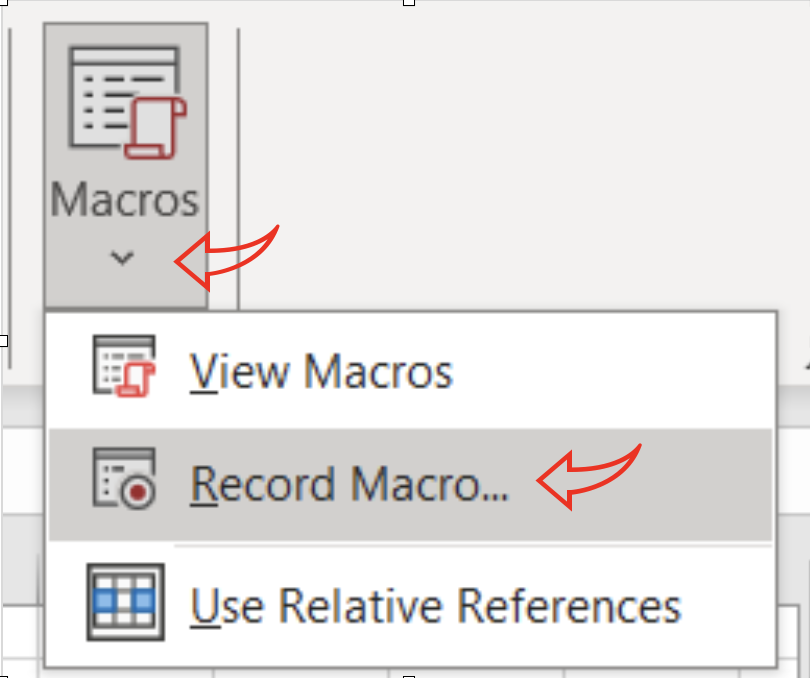 Macros
View Macros
Record Macro...
Use Relative References